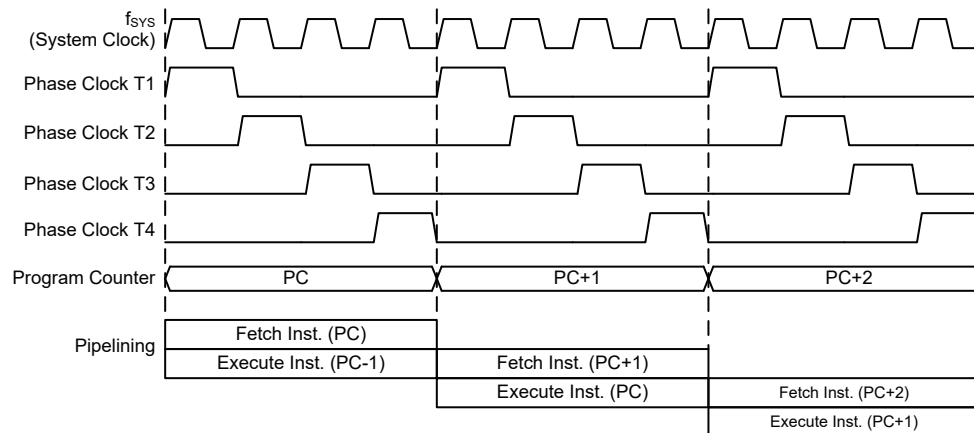 fSYS
(System Clock)
Phase Clock T1
Phase Clock T2
Phase Clock T3
Phase Clock T4
Program Counter PC PC+1 PC+2
Pipelining
Fetch Inst. (PC)
Execute Inst. (PC-1) Fetch Inst. (PC+1)
Execute Inst. (PC) Fetch Inst. (PC+2)
Execute Inst. (PC+1)